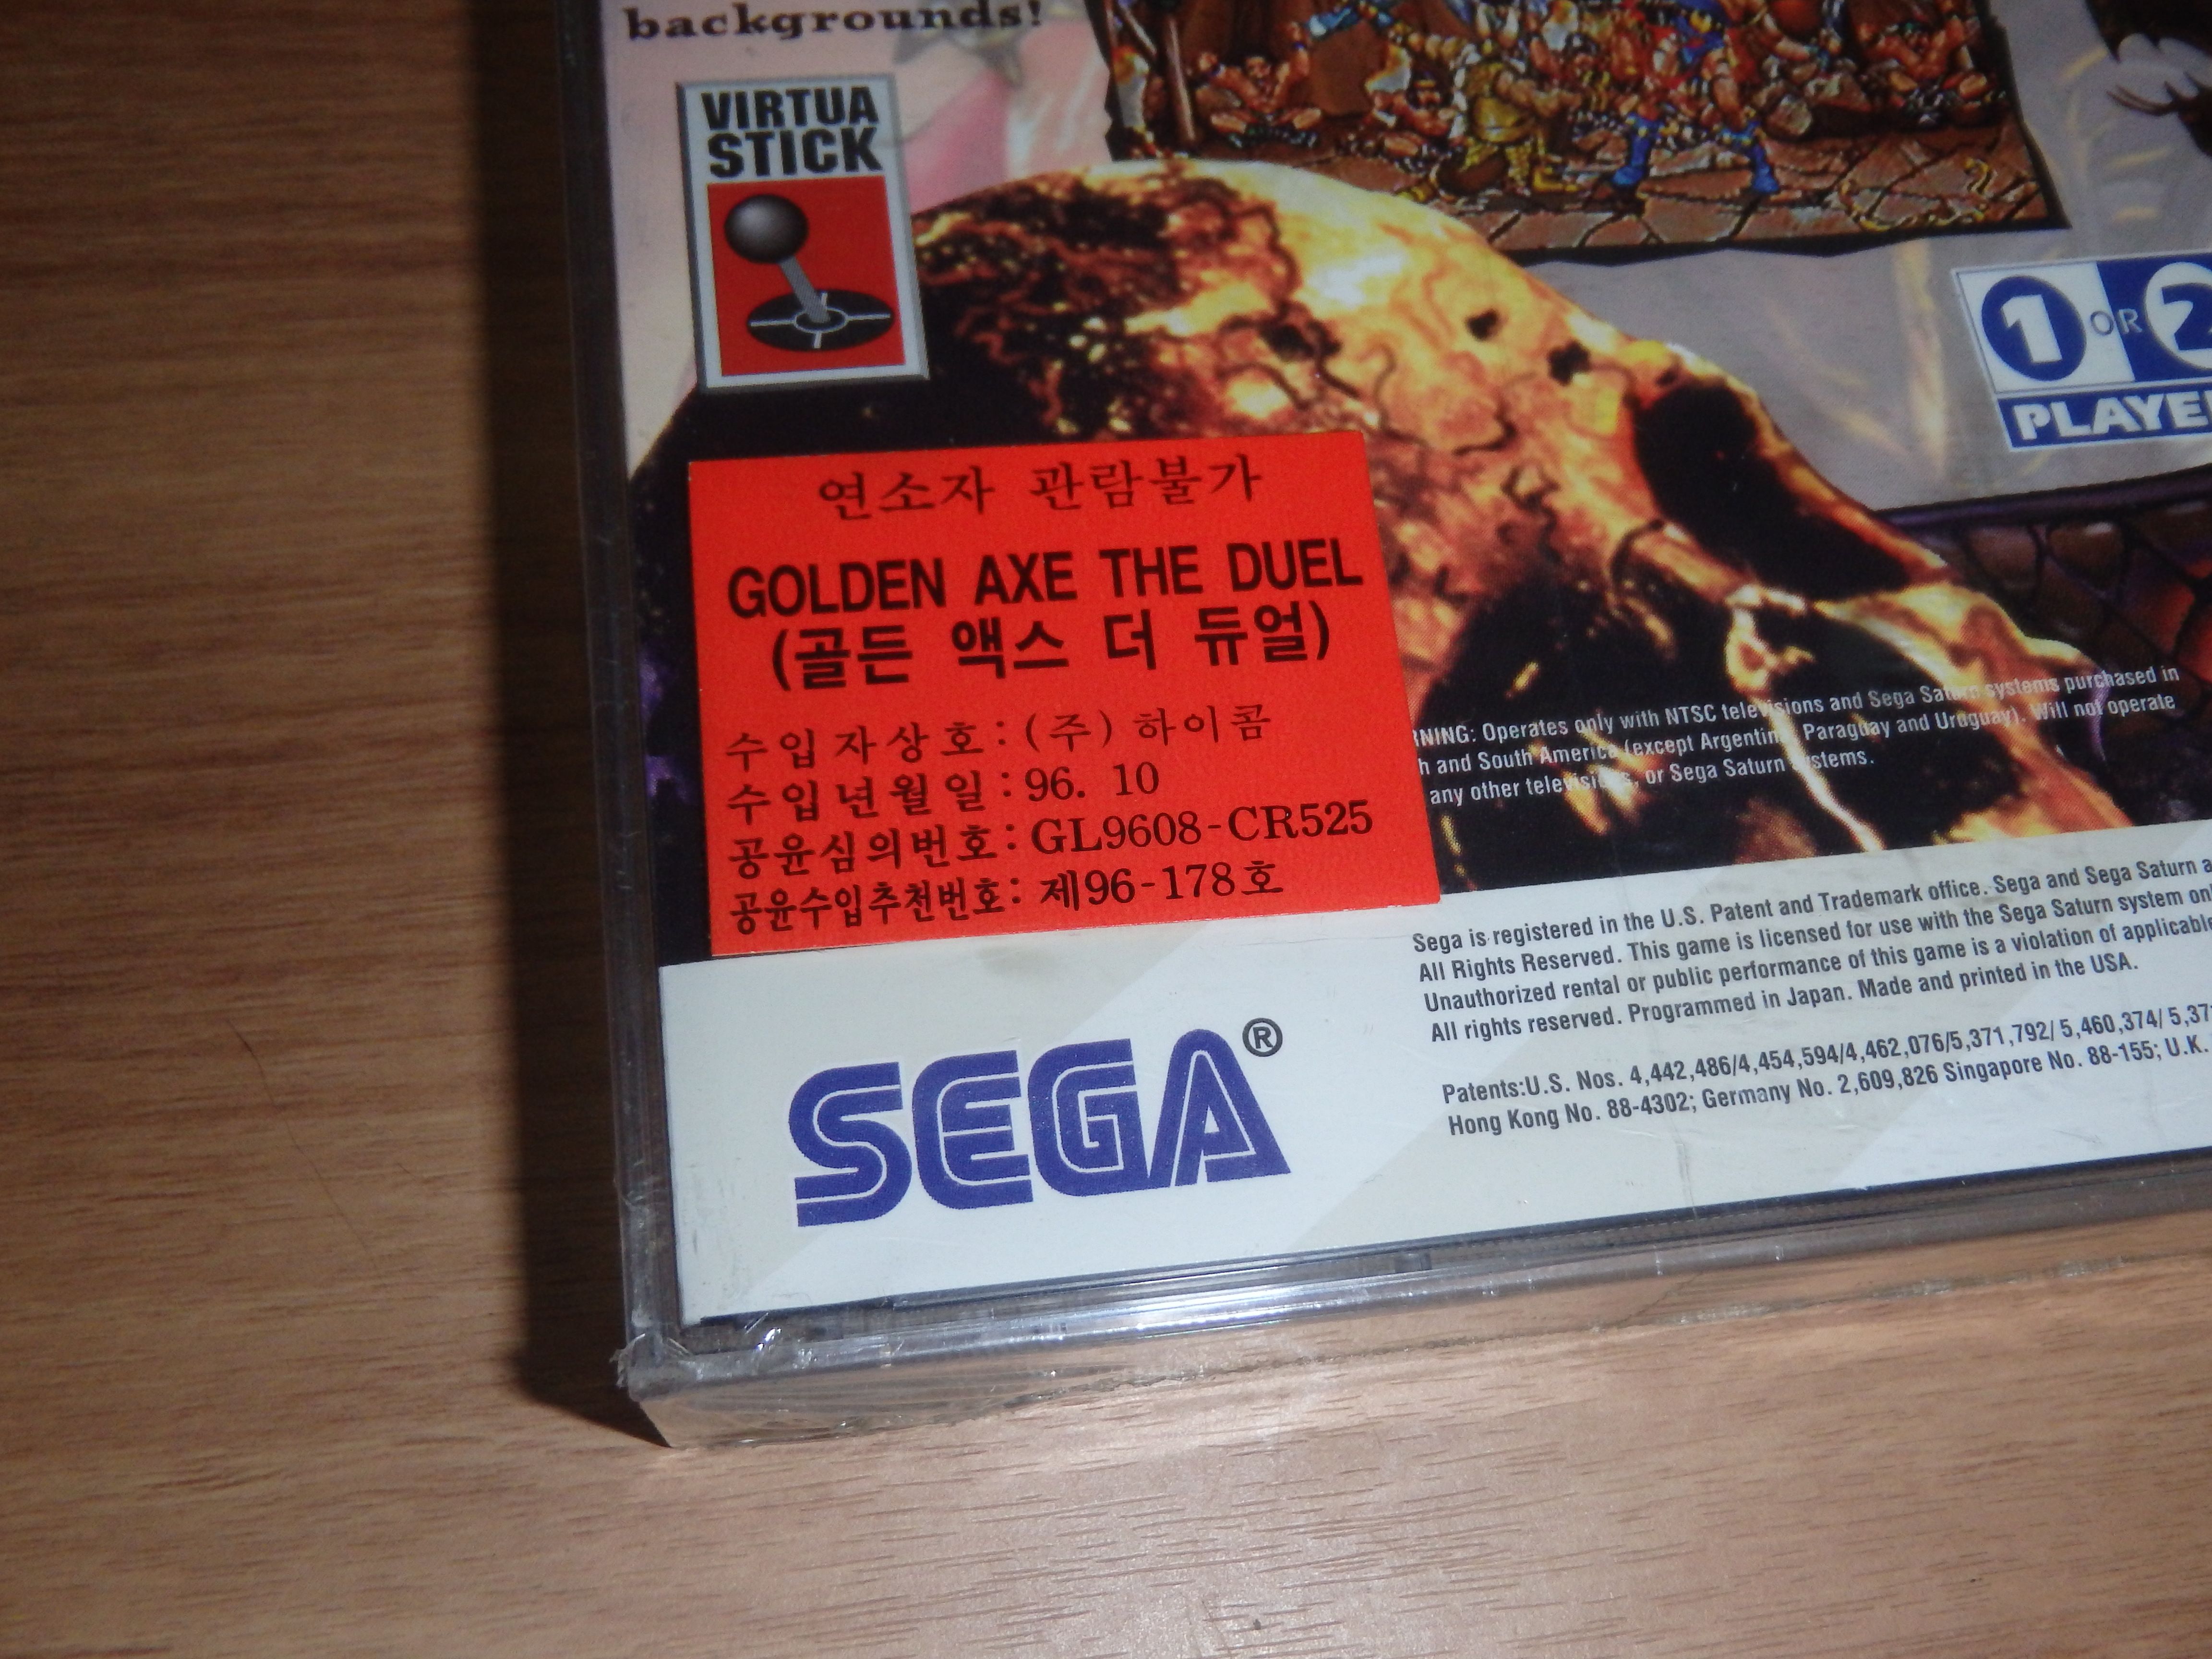 backgrounds!
VIRTUA
STICK
1 OR 2
연소자 관람불가
GOLDEN AXE THE DUEL
(골든 액스 더 듀얼)
수입자상호: (주) 하이콤
수입년월일: 96. 10
공윤심의번호: GL9608-CR525
공윤수입추천번호: 제96-178호
Operates only with NTSC televisions and Sega Saturn systems purchased in
and South America (except Argentina, Paraguay and Uruguay). Will not operate
any other televisions, or Sega Saturn systems.
Sega is registered in the U.S. Patent and Trademark office. Sega and Sega Saturn
All Rights Reserved. This game is licensed for use with the Sega Saturn system
Unauthorized rental or public performance of this game is a violation of applicable
All rights reserved. Programmed in Japan. Made and printed in the USA.
Patents:U.S. Nos. 4,442,486/4,454,594/4,462,076/5,371,792/ 5,460,374/
Hong Kong No. 88-4302; Germany No. 2,609,826 Singapore No. 88-155; U.K.
SEGA®